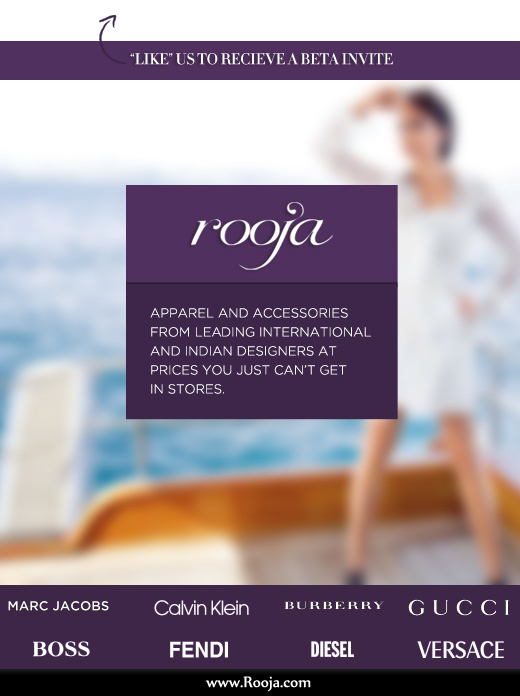 "LIKE" US TO RECIEVE A BETA INVITE
rooja
APPAREL AND ACCESSORIES
FROM LEADING INTERNATIONAL
AND INDIAN DESIGNERS AT
PRICES YOU JUST CAN'T GET
IN STORES.
MARC JACOBS Calvin Klein BURBERRY GUCCI
BOSS FENDI DIESEL VERSACE
www.Rooja.com